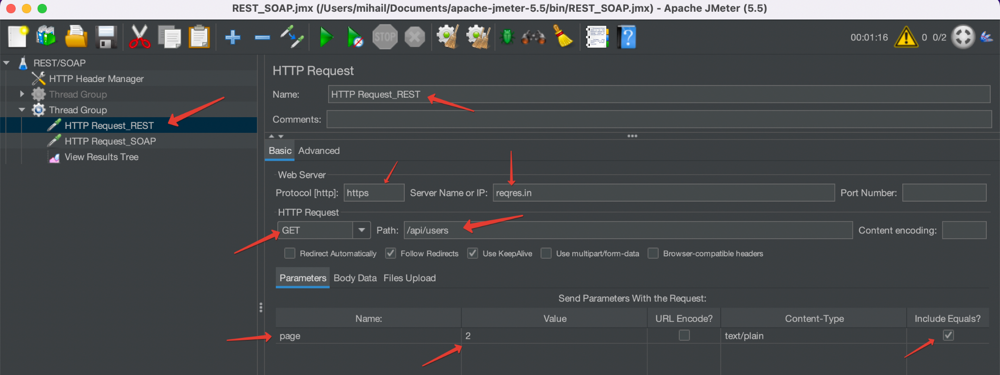 REST_SOAP.jmx (/Users/mihail/Documents/apache-jmeter-5.5/bin/REST_SOAP.jmx) - Apache JMeter (5.5)
STOP
00:01:16 0 0/2
REST/SOAP
HTTP Header Manager
Thread Group
Thread Group
HTTP Request_REST
HTTP Request_SOAP
View Results Tree
HTTP Request
Name: HTTP Request_REST
Comments:
Basic Advanced
Web Server
Protocol [http]: https Server Name or IP: reqres.in Port Number:
HTTP Request
GET Path: /api/users Content encoding:
Redirect Automatically Follow Redirects Use KeepAlive Use multipart/form-data Browser-compatible headers
Parameters Body Data Files Upload
Send Parameters With the Request:
Name: Value URL Encode? Content-Type Include Equals?
page 2 text/plain